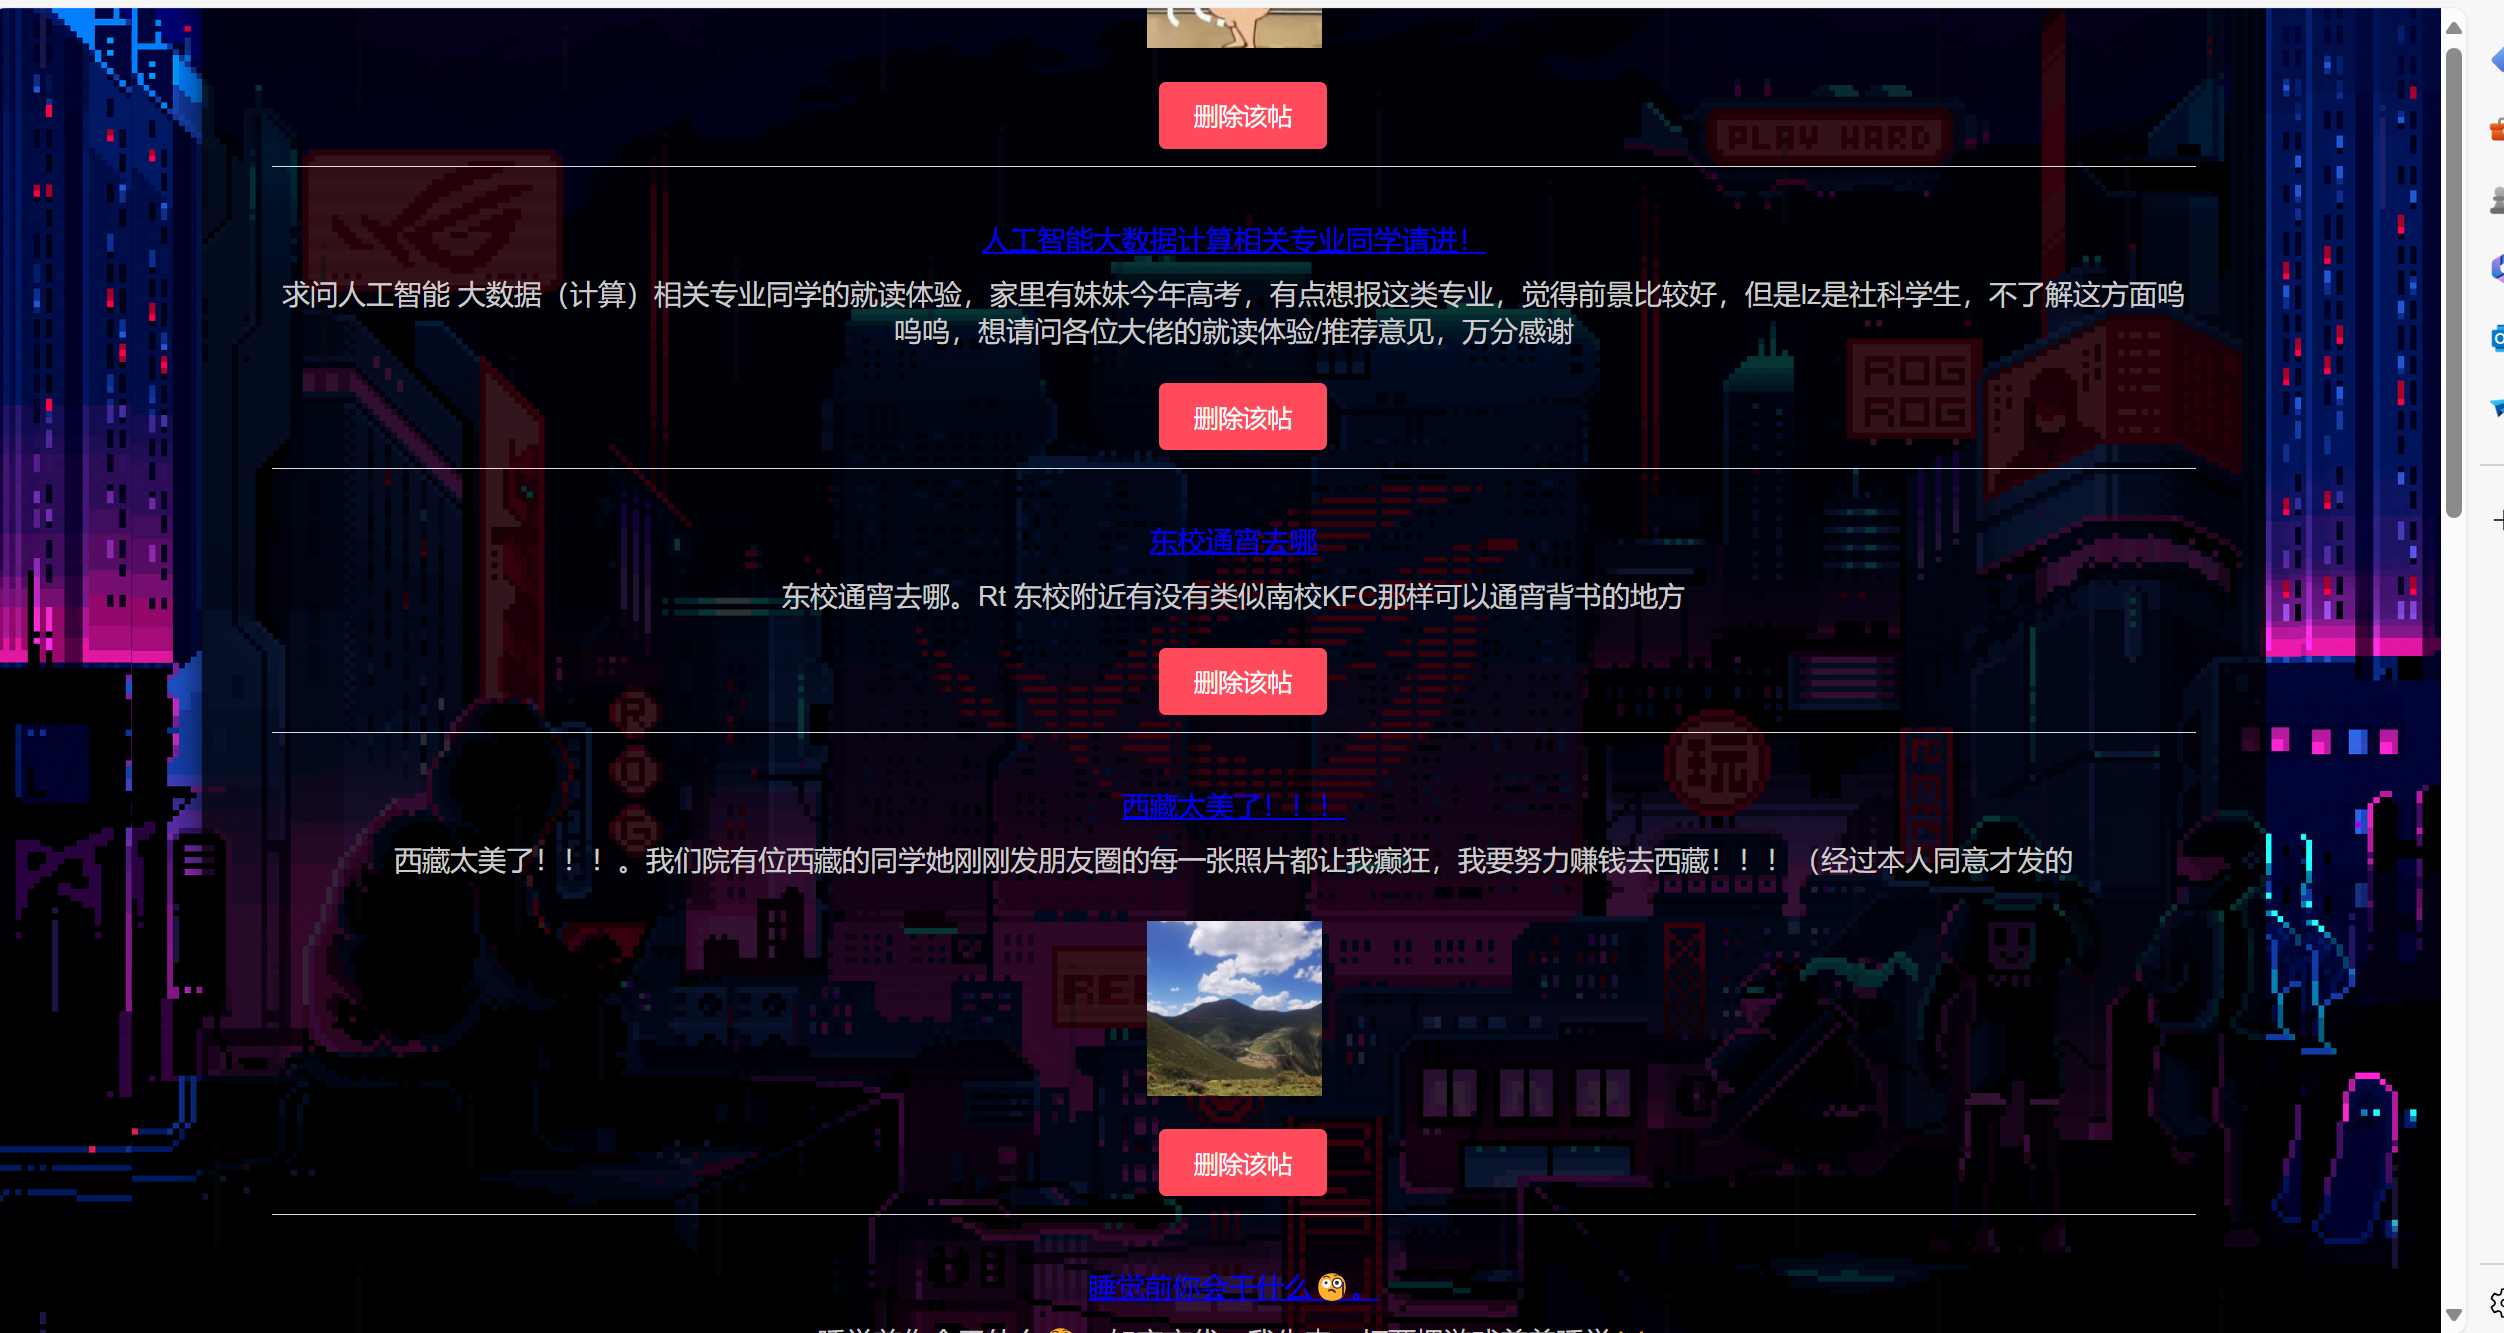 删除该帖
PLAY HARD
人工智能大数据计算相关专业同学请进！
求问人工智能 大数据（计算）相关专业同学的就读体验，家里有妹妹今年高考，有点想报这类专业，觉得前景比较好，但是lz是社科学生，不了解这方面呜
呜呜，想请问各位大佬的就读体验/推荐意见，万分感谢
ROG
ROG
删除该帖
东校通宵去哪
东校通宵去哪。Rt 东校附近有没有类似南校KFC那样可以通宵背书的地方
删除该帖
R
O
G
玩
西藏太美了！！！
西藏太美了！！！。我们院有位西藏的同学她刚刚发朋友圈的每一张照片都让我癫狂，我要努力赚钱去西藏！！！（经过本人同意才发的
删除该帖
睡觉前你会干什么🧐。